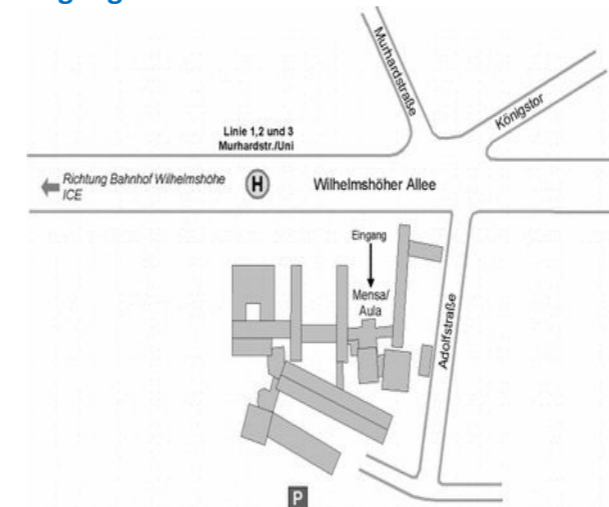 Murhardstraße
Königstor
Linie 1,2 und 3
Murhardstr./Uni
Richtung Bahnhof Wilhelmshöhe
ICE
H
Wilhelmshöher Allee
Eingang
Mensa/
Aula
Adolfstraße
P